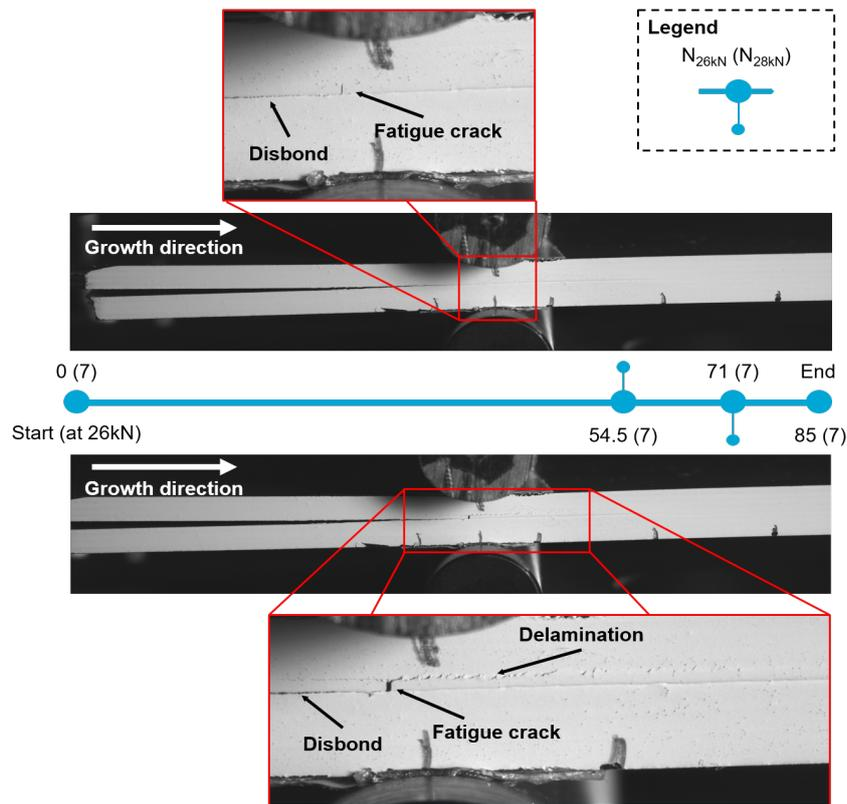 Legend
N26kN (N28kN)
Fatigue crack
Disbond
Growth direction
0 (7)
71 (7)
End
Start (at 26kN)
54.5 (7)
85 (7)
Growth direction
Delamination
Fatigue crack
Disbond